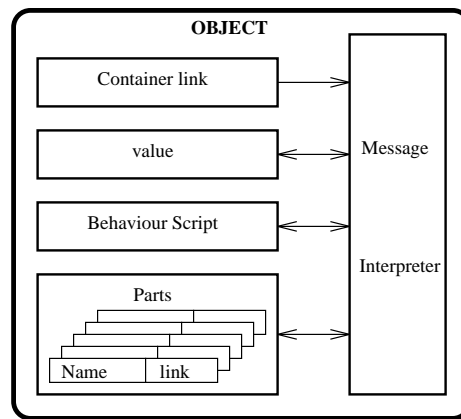 OBJECT
Container link
value
Message
Behaviour Script
Interpreter
Parts
Name link